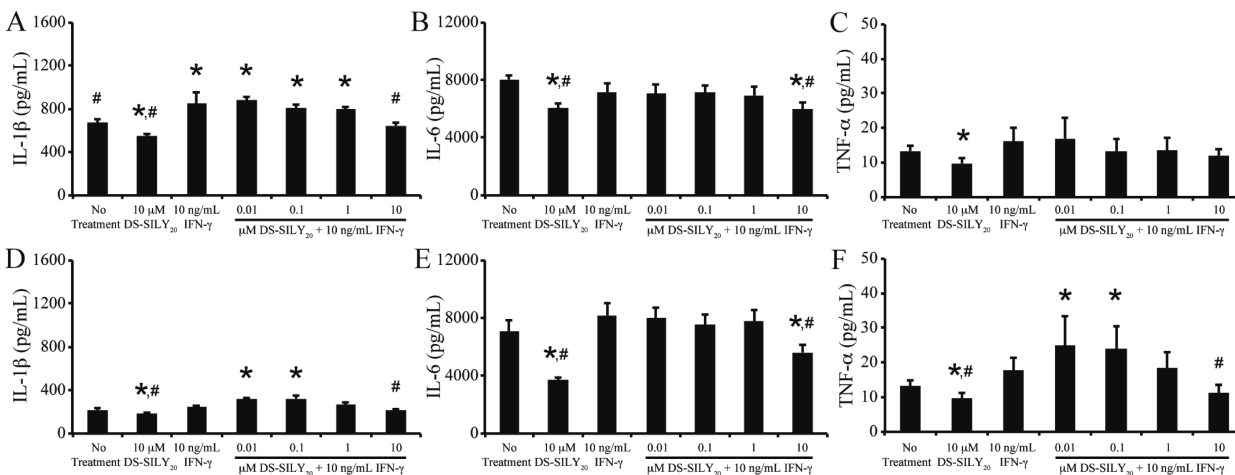 A
IL-1β (pg/mL)
1600
1200
800
400
0
#
*,#
*
*
*
*
#
No 10 μM 10 ng/mL 0.01 0.1 1 10
Treatment DS-SILY20 IFN-γ μM DS-SILY20 + 10 ng/mL IFN-γ
B
IL-6 (pg/mL)
12000
8000
4000
0
*,#
*,#
No 10 μM 10 ng/mL 0.01 0.1 1 10
Treatment DS-SILY20 IFN-γ μM DS-SILY20 + 10 ng/mL IFN-γ
C
TNF-α (pg/mL)
50
40
30
20
10
0
*
No 10 μM 10 ng/mL 0.01 0.1 1 10
Treatment DS-SILY20 IFN-γ μM DS-SILY20 + 10 ng/mL IFN-γ
D
IL-1β (pg/mL)
1600
1200
800
400
0
*,#
*
*
#
No 10 μM 10 ng/mL 0.01 0.1 1 10
Treatment DS-SILY20 IFN-γ μM DS-SILY20 + 10 ng/mL IFN-γ
E
IL-6 (pg/mL)
12000
8000
4000
0
*,#
*,#
No 10 μM 10 ng/mL 0.01 0.1 1 10
Treatment DS-SILY20 IFN-γ μM DS-SILY20 + 10 ng/mL IFN-γ
F
TNF-α (pg/mL)
50
40
30
20
10
0
*,#
*
*
#
No 10 μM 10 ng/mL 0.01 0.1 1 10
Treatment DS-SILY20 IFN-γ μM DS-SILY20 + 10 ng/mL IFN-γ